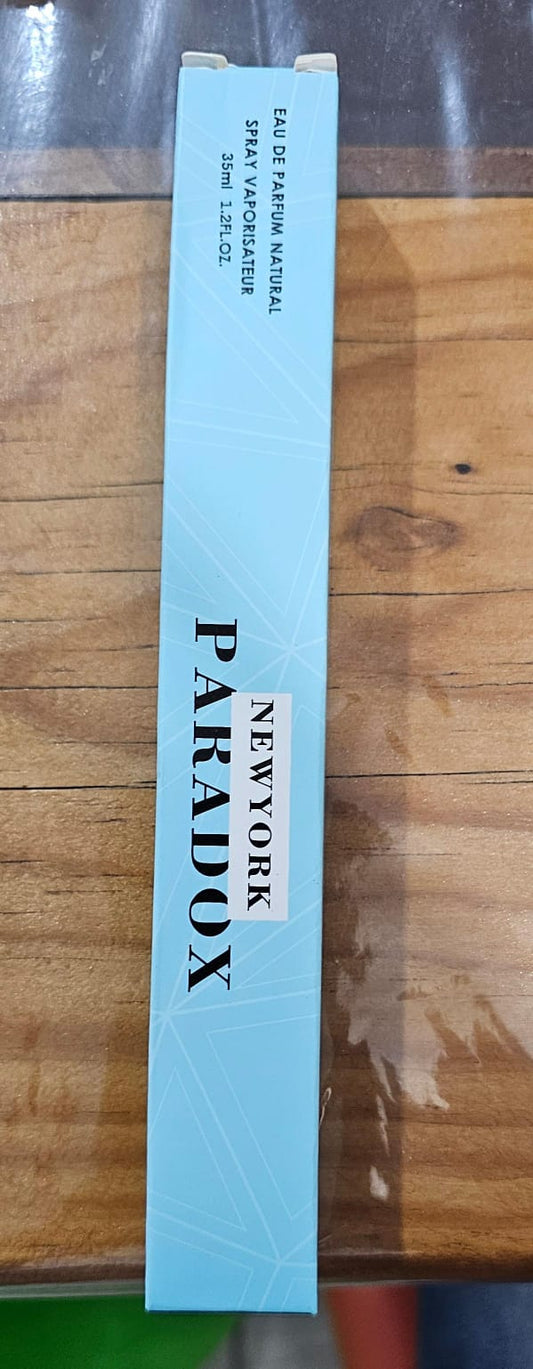 EAU DE PARFUM NATURAL
SPRAY VAPORISATEUR
35ml 1.2FL.OZ.
NEWYORK
PARADOX